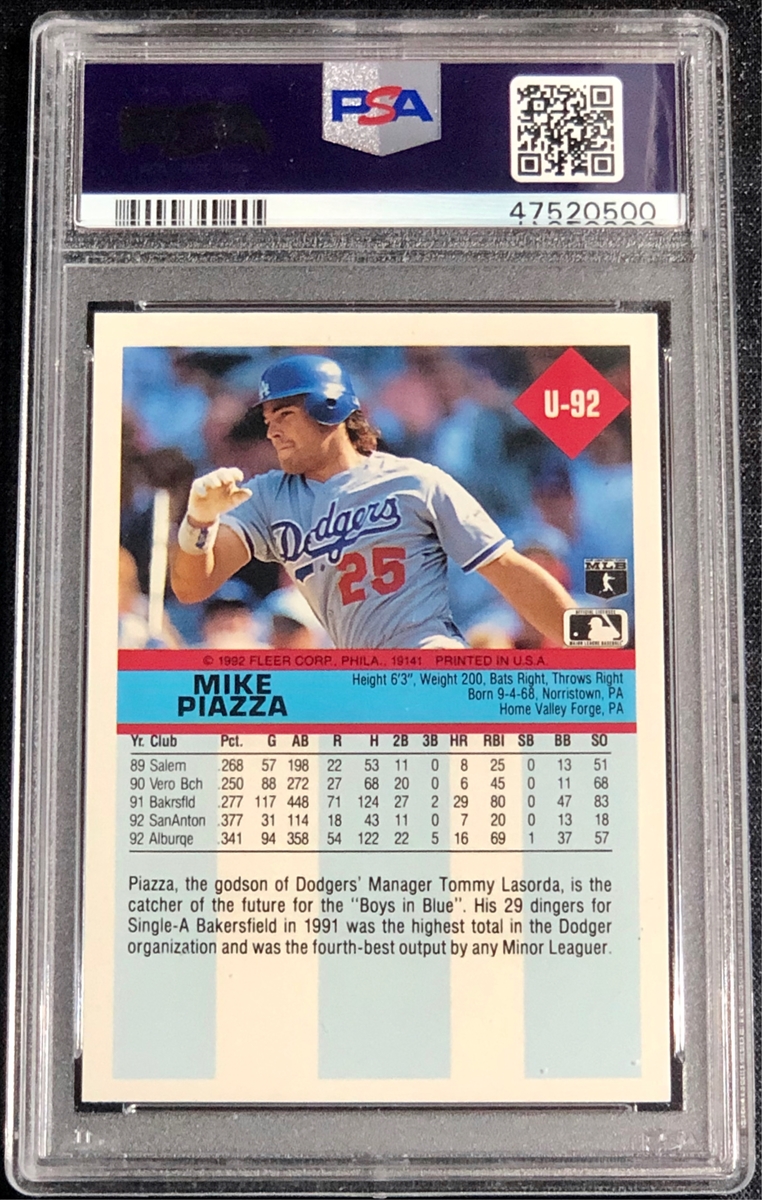 PSA
47520500
U-92
Dodgers
25
MLB
OFFICIAL LICENSEE
MAJOR LEAGUE BASEBALL
© 1992 FLEER CORP., PHILA., 19141 PRINTED IN U.S.A.
MIKE
PIAZZA
Height 6'3", Weight 200, Bats Right, Throws Right
Born 9-4-68, Norristown, PA
Home Valley Forge, PA
Yr. Club Pct. G AB R H 2B 3B HR RBI SB BB SO
89 Salem .268 57 198 22 53 11 0 8 25 0 13 51
90 Vero Bch .250 88 272 27 68 20 0 6 45 0 11 68
91 Bakrsfld .277 117 448 71 124 27 2 29 80 0 47 83
92 SanAnton .377 31 114 18 43 11 0 7 20 0 13 18
92 Alburqe .341 94 358 54 122 22 5 16 69 1 37 57
Piazza, the godson of Dodgers' Manager Tommy Lasorda, is the
catcher of the future for the "Boys in Blue". His 29 dingers for
Single-A Bakersfield in 1991 was the highest total in the Dodger
organization and was the fourth-best output by any Minor Leaguer.